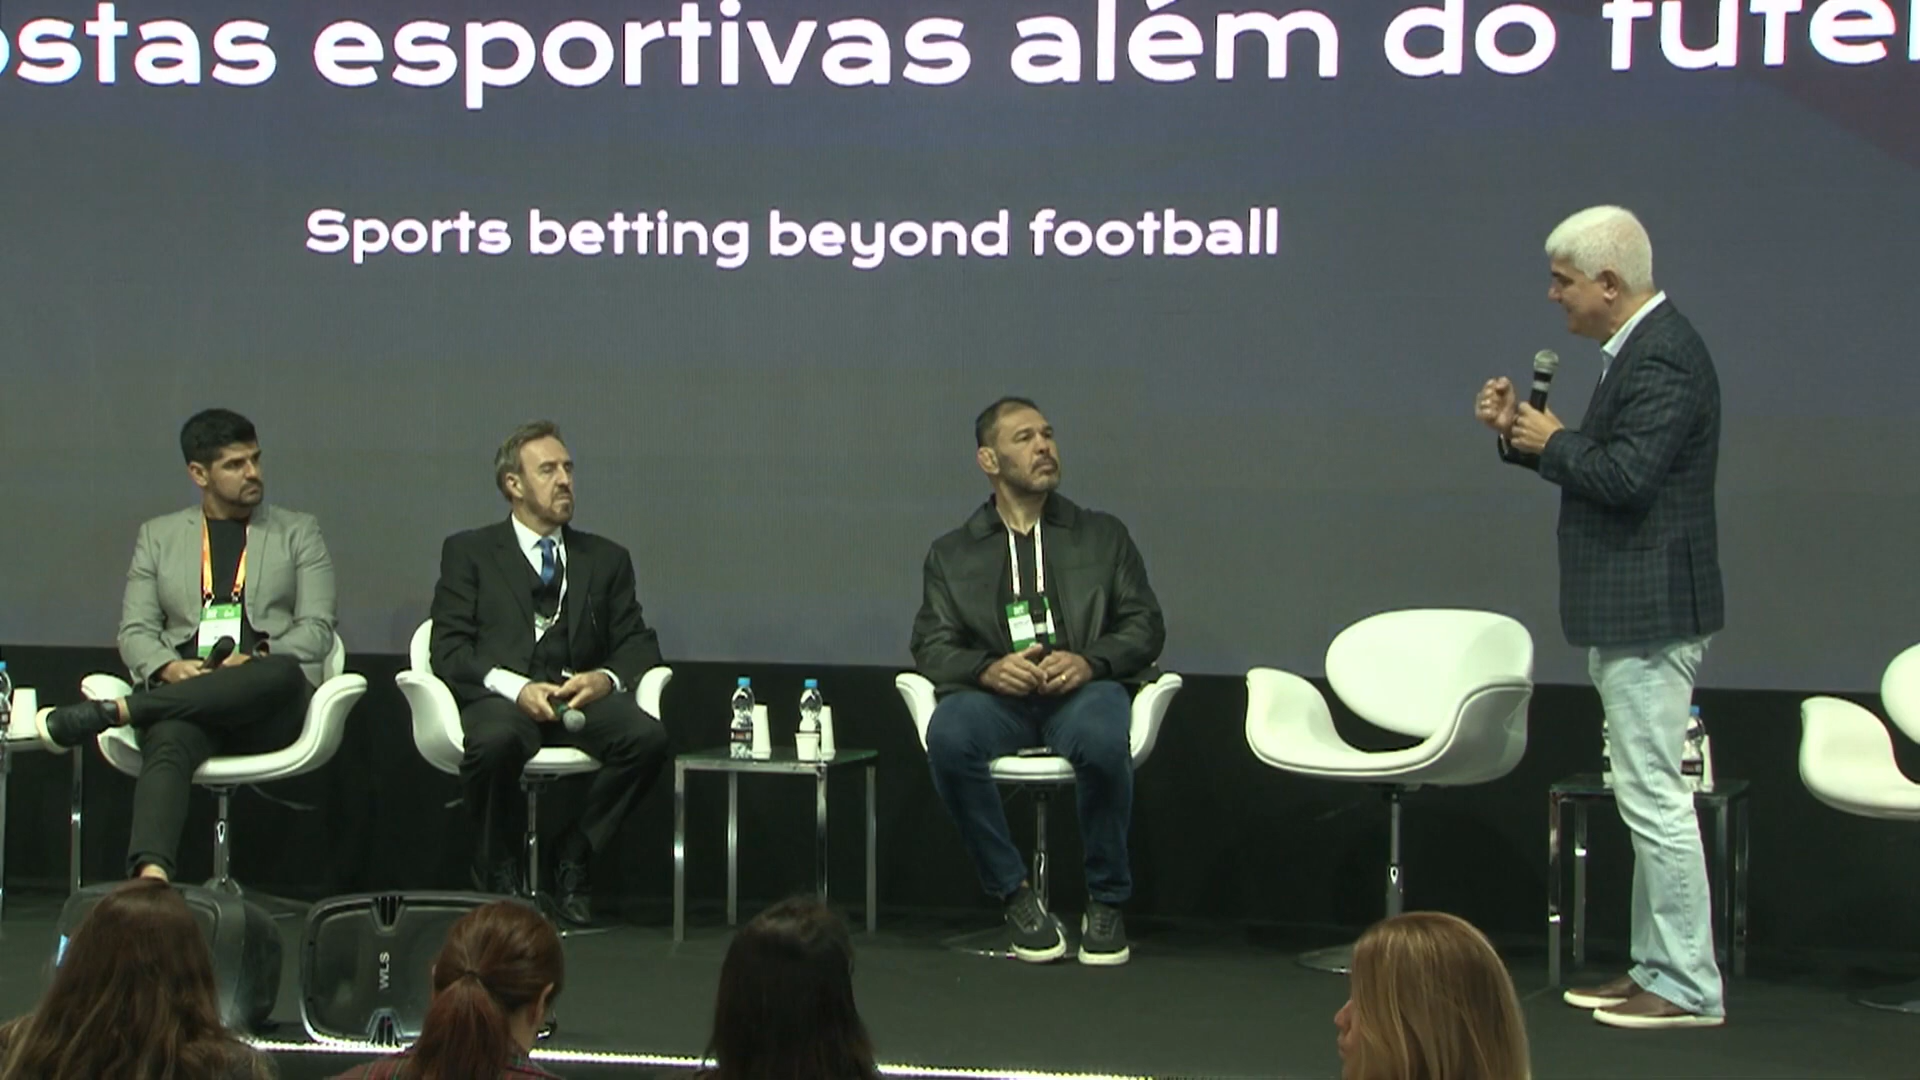 ostas esportivas além do fute
Sports betting beyond football
WLS